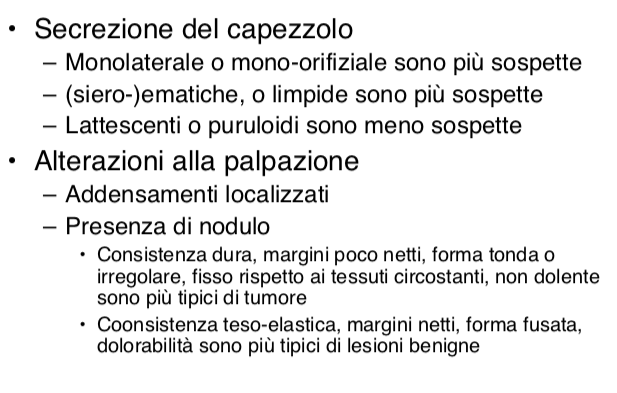 • Secrezione del capezzolo
– Monolaterale o mono-orifiziale sono più sospette
– (siero-)ematiche, o limpide sono più sospette
– Lattescenti o puruloidi sono meno sospette
• Alterazioni alla palpazione
– Addensamenti localizzati
– Presenza di nodulo
• Consistenza dura, margini poco netti, forma tonda o
irregolare, fisso rispetto ai tessuti circostanti, non dolente
sono più tipici di tumore
• Coonsistenza teso-elastica, margini netti, forma fusata,
dolorabilità sono più tipici di lesioni benigne